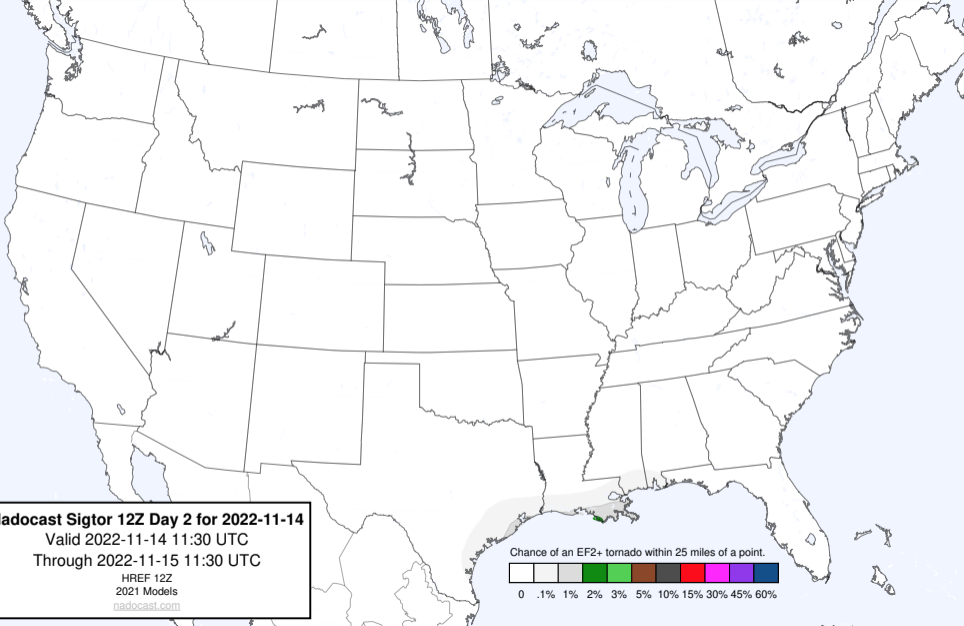 adocast Sigtor 12Z Day 2 for 2022-11-14
Valid 2022-11-14 11:30 UTC
Through 2022-11-15 11:30 UTC
HREF 12Z
2021 Models
nadocast.com
Chance of an EF2+ tornado within 25 miles of a point.
0 .1% 1% 2% 3% 5% 10% 15% 30% 45% 60%